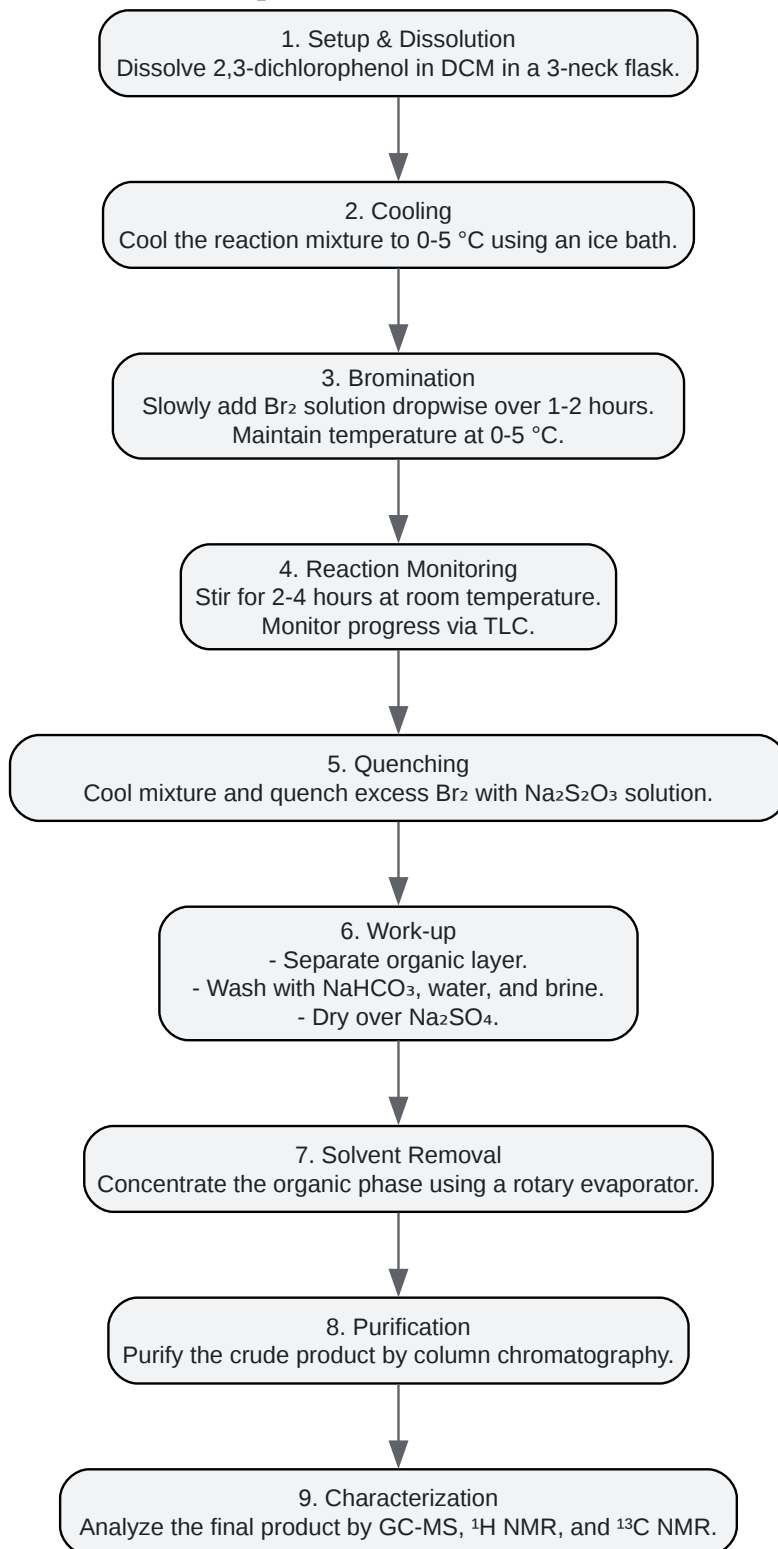 1. Setup & Dissolution
Dissolve 2,3-dichlorophenol in DCM in a 3-neck flask.
2. Cooling
Cool the reaction mixture to 0-5 °C using an ice bath.
3. Bromination
Slowly add Br₂ solution dropwise over 1-2 hours.
Maintain temperature at 0-5 °C.
4. Reaction Monitoring
Stir for 2-4 hours at room temperature.
Monitor progress via TLC.
5. Quenching
Cool mixture and quench excess Br₂ with Na₂S₂O₃ solution.
6. Work-up
- Separate organic layer.
- Wash with NaHCO₃, water, and brine.
- Dry over Na₂SO₄.
7. Solvent Removal
Concentrate the organic phase using a rotary evaporator.
8. Purification
Purify the crude product by column chromatography.
9. Characterization
Analyze the final product by GC-MS, ¹H NMR, and ¹³C NMR.